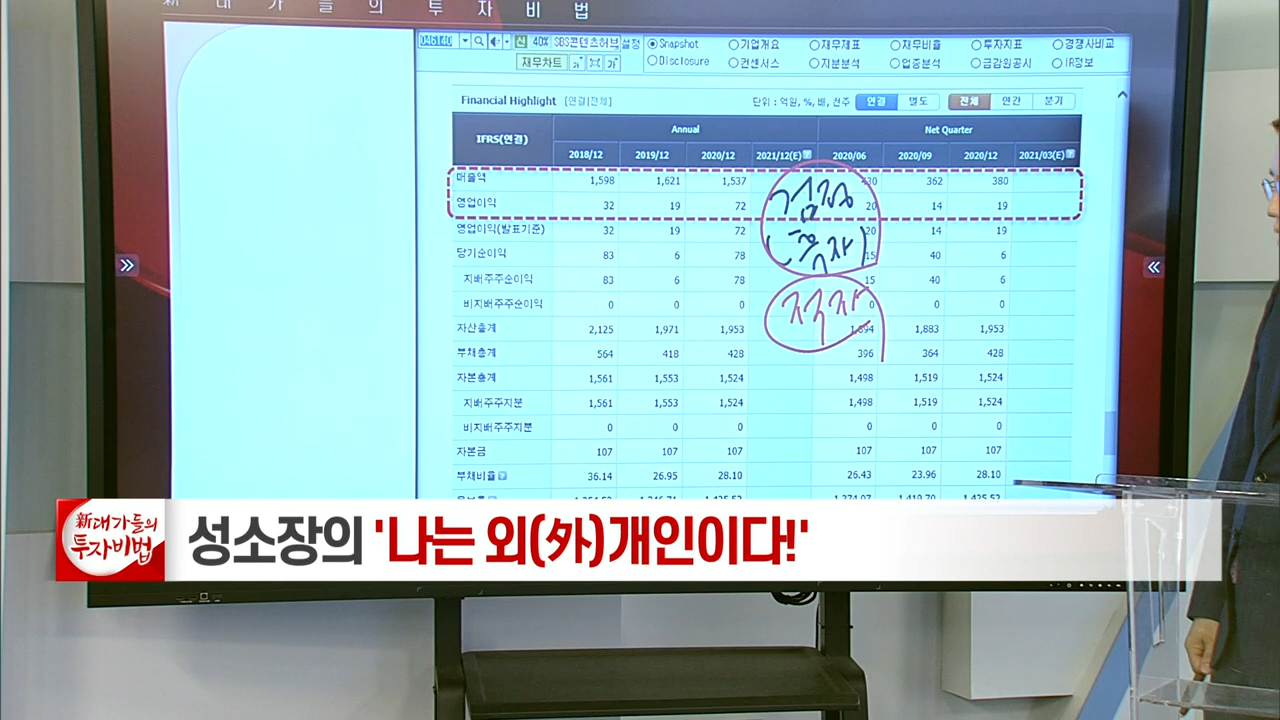 新 대 가 들 의 투 자 비 법
046140 신 40% SBS콘텐츠허브 설정 Snapshot 기업개요 재무제표 재무비율 투자지표 경쟁사비교
재무차트 Disclosure 컨센서스 지분분석 업종분석 금감원공시 IR정보
Financial Highlight [연결|전체] 단위 : 억원, %, 배, 천주 연결 별도 전체 연간 분기
IFRS(연결) Annual Net Quarter
2018/12 2019/12 2020/12 2021/12(E) 2020/06 2020/09 2020/12 2021/03(E)
매출액 1,598 1,621 1,537 430 362 380
영업이익 32 19 72 20 14 19
영업이익(발표기준) 32 19 72 20 14 19
당기순이익 83 6 78 15 40 6
지배주주순이익 83 6 78 15 40 6
비지배주주순이익 0 0 0 0 0 0
자산총계 2,125 1,971 1,953 1,894 1,883 1,953
부채총계 564 418 428 396 364 428
자본총계 1,561 1,553 1,524 1,498 1,519 1,524
지배주주지분 1,561 1,553 1,524 1,498 1,519 1,524
비지배주주지분 0 0 0 0 0 0
자본금 107 107 107 107 107 107
부채비율 36.14 26.95 28.10 26.43 23.96 28.10
新 대가들의
투자비법
성소장의 '나는 외(外)개인이다!'